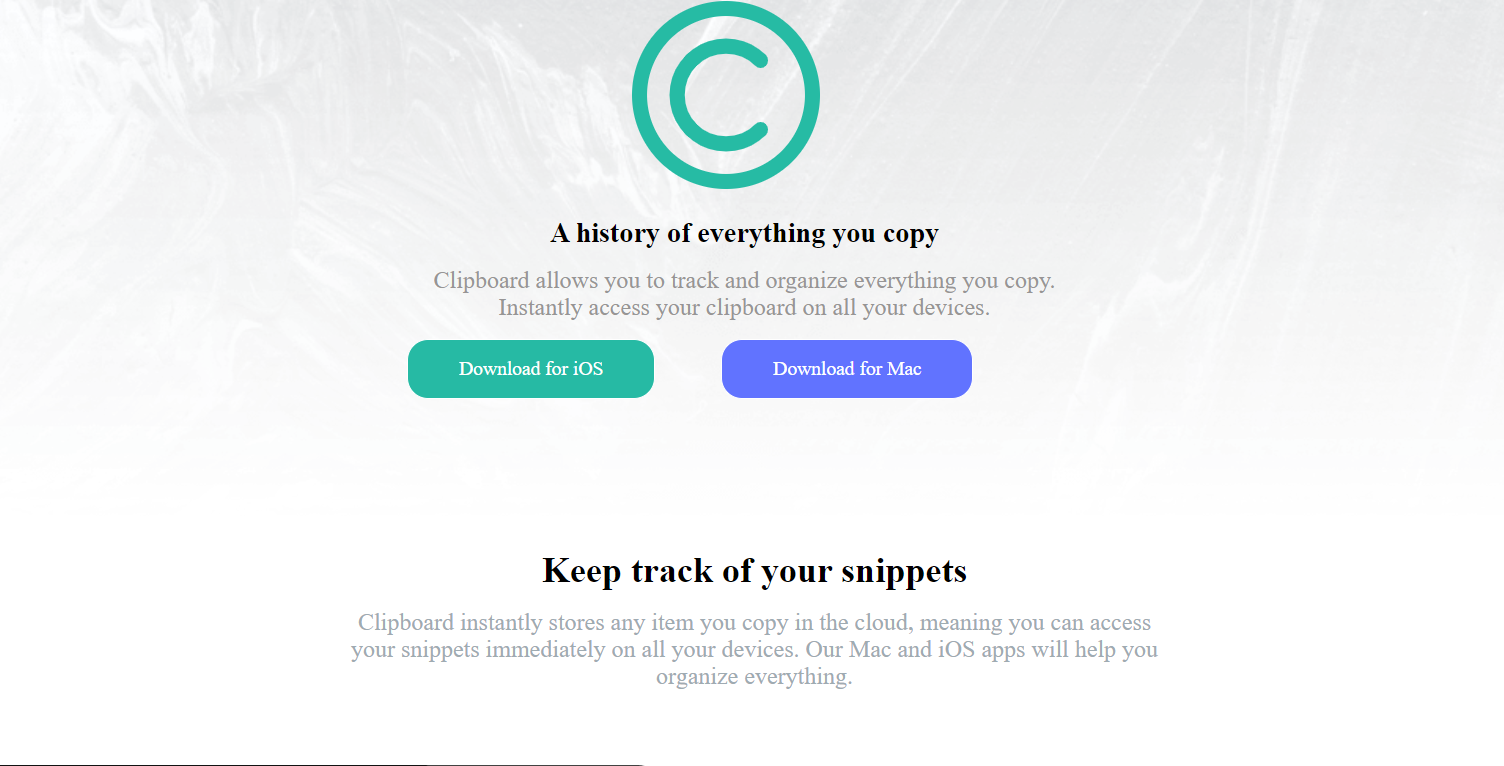 C
A history of everything you copy
Clipboard allows you to track and organize everything you copy.
Instantly access your clipboard on all your devices.
Download for iOS
Download for Mac
Keep track of your snippets
Clipboard instantly stores any item you copy in the cloud, meaning you can access
your snippets immediately on all your devices. Our Mac and iOS apps will help you
organize everything.